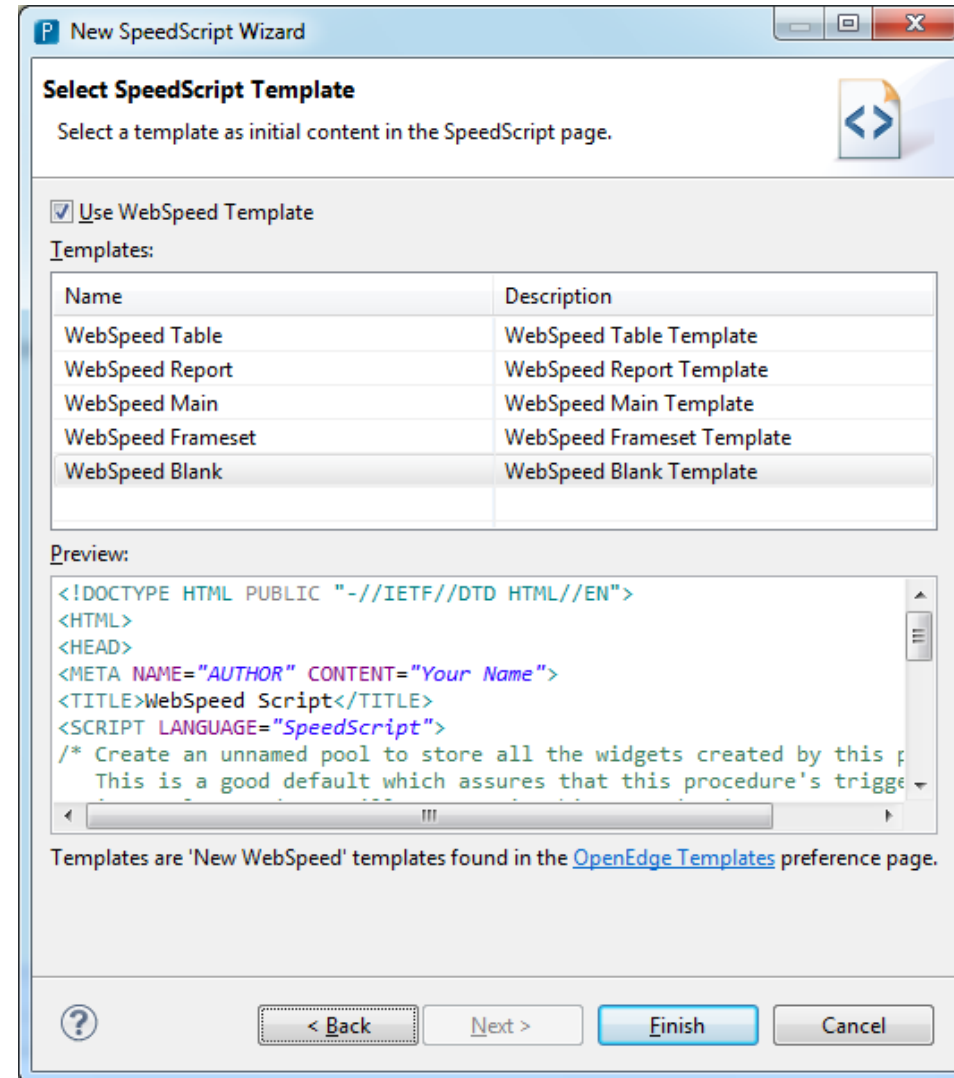 New SpeedScript Wizard
Select SpeedScript Template
Select a template as initial content in the SpeedScript page.
Use WebSpeed Template
Templates:
Name Description
WebSpeed Table WebSpeed Table Template
WebSpeed Report WebSpeed Report Template
WebSpeed Main WebSpeed Main Template
WebSpeed Frameset WebSpeed Frameset Template
WebSpeed Blank WebSpeed Blank Template
Preview:
<!DOCTYPE HTML PUBLIC "-//IETF//DTD HTML//EN">
<HTML>
<HEAD>
<META NAME="AUTHOR" CONTENT="Your Name">
<TITLE>WebSpeed Script</TITLE>
<SCRIPT LANGUAGE="SpeedScript">
/* Create an unnamed pool to store all the widgets created by this p
This is a good default which assures that this procedure's trigge
Templates are 'New WebSpeed' templates found in the OpenEdge Templates preference page.
< Back Next > Finish Cancel